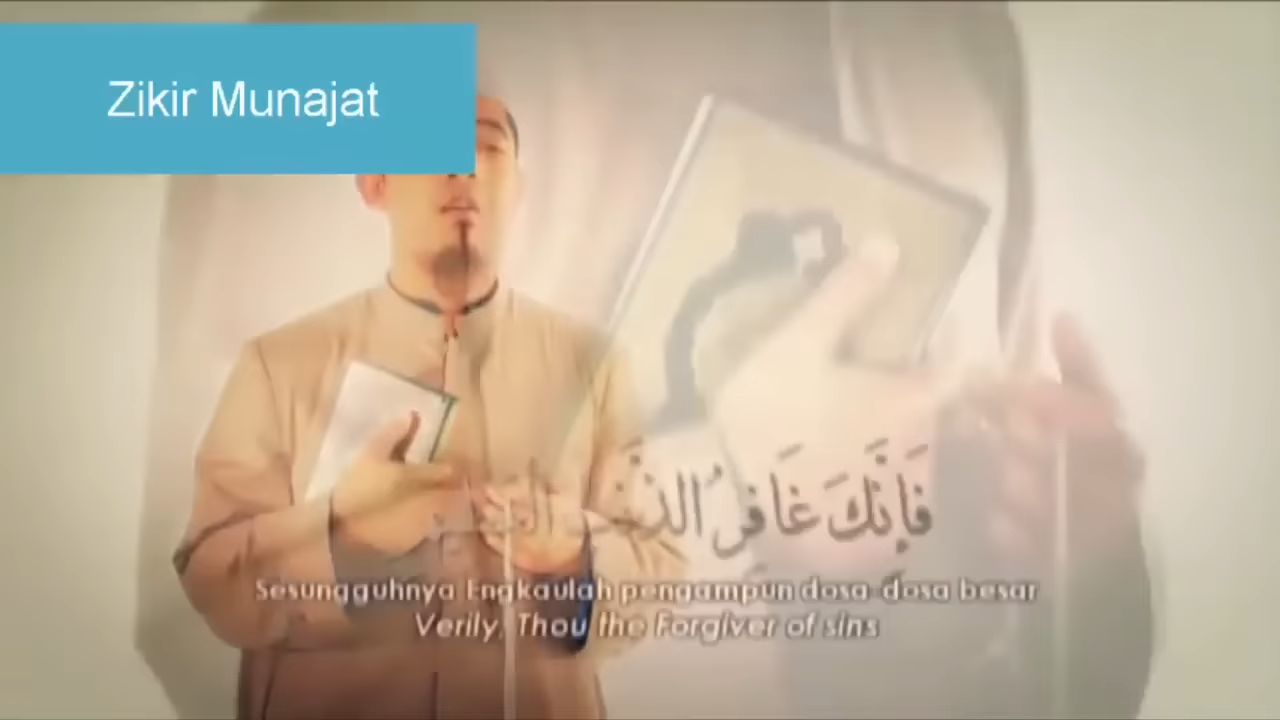 Zikir Munajat
فَإِنَّكَ غَافِرُ الذَّنْبِ
Sesungguhnya Engkaulah pengampun dosa-dosa besar
Verily, Thou the Forgiver of sins